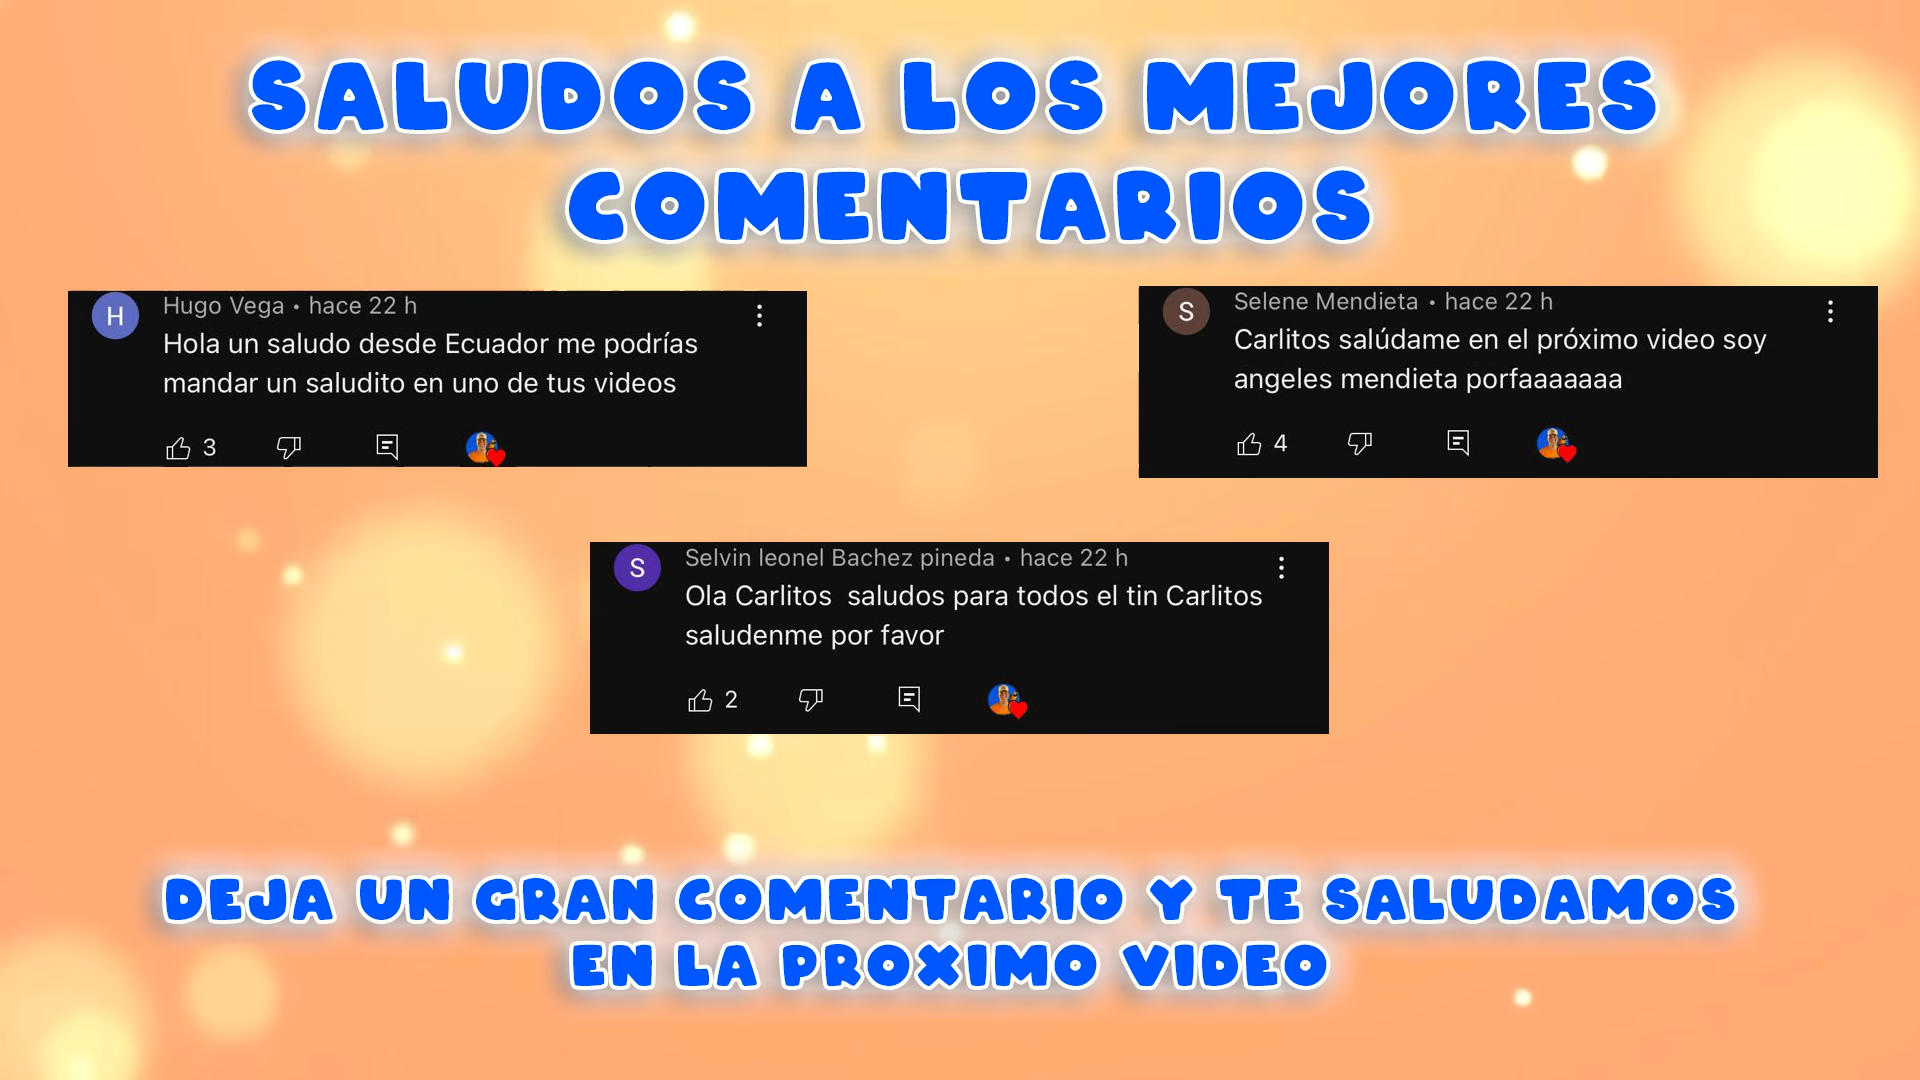 SALUDOS A LOS MEJORES
COMENTARIOS
H
Hugo Vega • hace 22 h
Hola un saludo desde Ecuador me podrías
mandar un saludito en uno de tus videos
3
S
Selene Mendieta • hace 22 h
Carlitos salúdame en el próximo video soy
angeles mendieta porfaaaaaaa
4
S
Selvin leonel Bachez pineda • hace 22 h
Ola Carlitos  saludos para todos el tin Carlitos
saludenme por favor
2
DEJA UN GRAN COMENTARIO Y TE SALUDAMOS
EN LA PROXIMO VIDEO